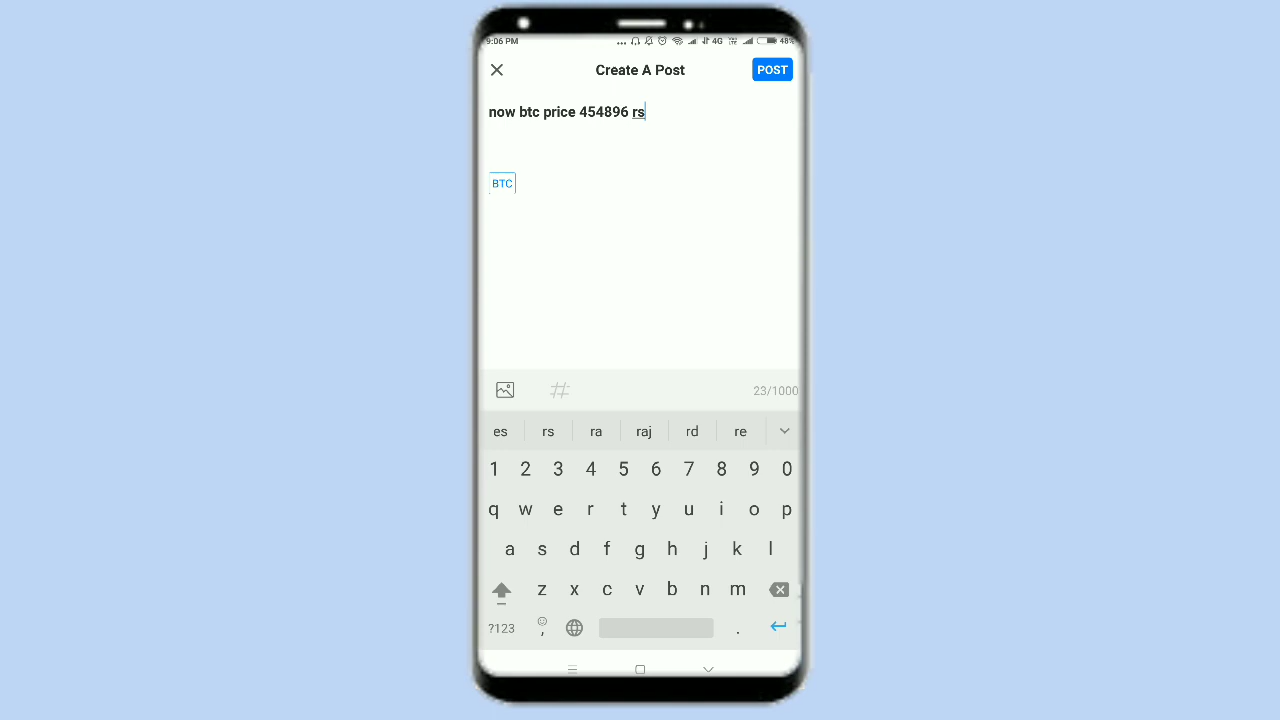 9:06 PM
4G
48%
Create A Post
POST
now btc price 454896 rs
BTC
23/1000
es rs ra raj rd re
1 2 3 4 5 6 7 8 9 0
q w e r t y u i o p
a s d f g h j k l
z x c v b n m
?123 , .